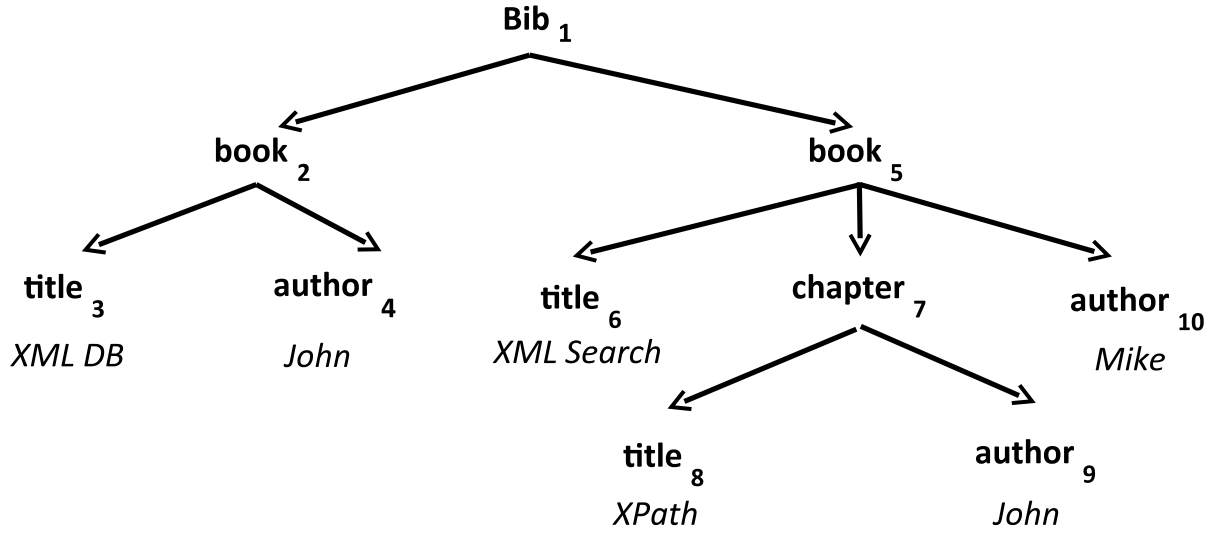 Bib 1
book 2
book 5
title 3
author 4
title 6
chapter 7
author 10
XML DB
John
XML Search
Mike
title 8
author 9
XPath
John